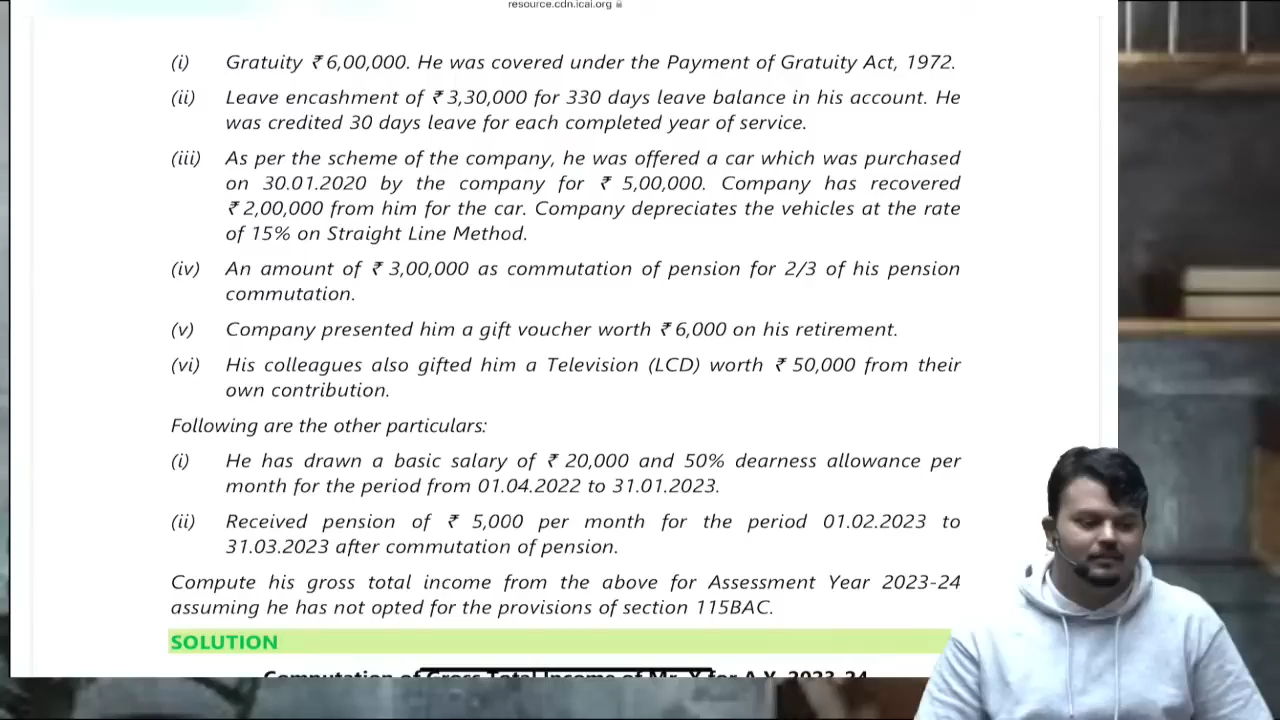 resource.cdn.icai.org
(i) Gratuity ₹ 6,00,000. He was covered under the Payment of Gratuity Act, 1972.
(ii) Leave encashment of ₹ 3,30,000 for 330 days leave balance in his account. He
was credited 30 days leave for each completed year of service.
(iii) As per the scheme of the company, he was offered a car which was purchased
on 30.01.2020 by the company for ₹ 5,00,000. Company has recovered
₹ 2,00,000 from him for the car. Company depreciates the vehicles at the rate
of 15% on Straight Line Method.
(iv) An amount of ₹ 3,00,000 as commutation of pension for 2/3 of his pension
commutation.
(v) Company presented him a gift voucher worth ₹ 6,000 on his retirement.
(vi) His colleagues also gifted him a Television (LCD) worth ₹ 50,000 from their
own contribution.
Following are the other particulars:
(i) He has drawn a basic salary of ₹ 20,000 and 50% dearness allowance per
month for the period from 01.04.2022 to 31.01.2023.
(ii) Received pension of ₹ 5,000 per month for the period 01.02.2023 to
31.03.2023 after commutation of pension.
Compute his gross total income from the above for Assessment Year 2023-24
assuming he has not opted for the provisions of section 115BAC.
SOLUTION
Computation of Gross Total Income of Mr. Y for A.Y. 2023-24